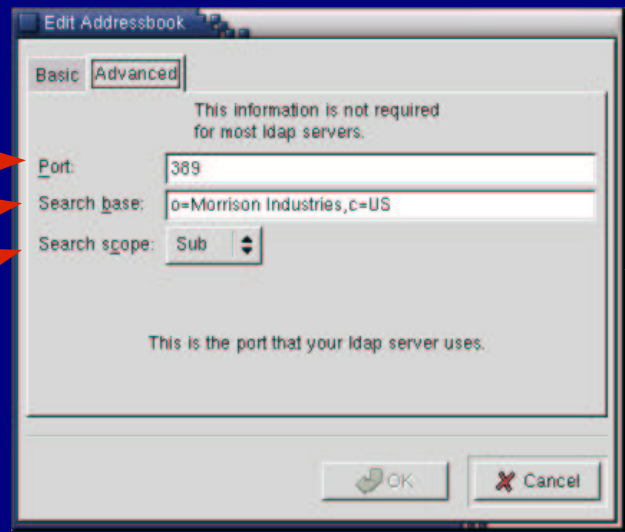 Edit Addressbook
Basic Advanced
This information is not required
for most ldap servers.
Port: 389
Search base: o=Morrison Industries,c=US
Search scope: Sub
This is the port that your ldap server uses.
OK Cancel